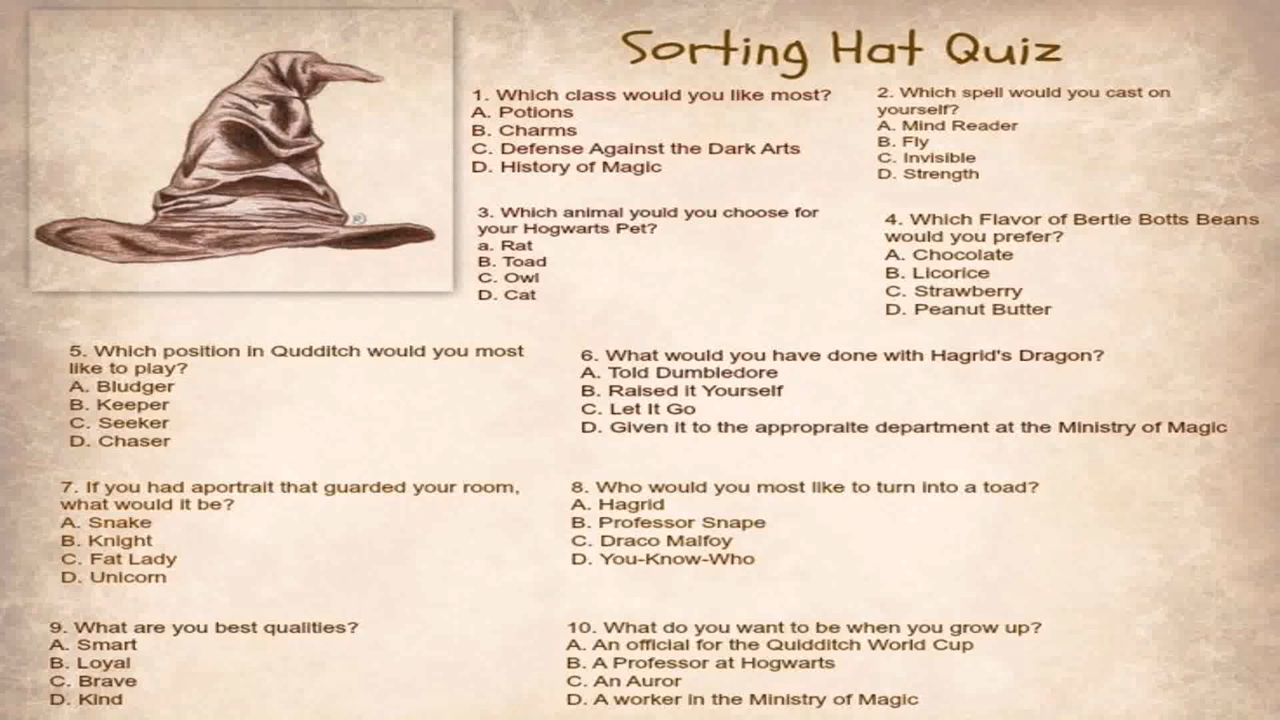 Sorting Hat Quiz
1. Which class would you like most?
A. Potions
B. Charms
C. Defense Against the Dark Arts
D. History of Magic
2. Which spell would you cast on
yourself?
A. Mind Reader
B. Fly
C. Invisible
D. Strength
3. Which animal yould you choose for
your Hogwarts Pet?
a. Rat
B. Toad
C. Owl
D. Cat
4. Which Flavor of Bertie Botts Beans
would you prefer?
A. Chocolate
B. Licorice
C. Strawberry
D. Peanut Butter
5. Which position in Qudditch would you most
like to play?
A. Bludger
B. Keeper
C. Seeker
D. Chaser
6. What would you have done with Hagrid's Dragon?
A. Told Dumbledore
B. Raised it Yourself
C. Let It Go
D. Given it to the appropraite department at the Ministry of Magic
7. If you had aportrait that guarded your room,
what would it be?
A. Snake
B. Knight
C. Fat Lady
D. Unicorn
8. Who would you most like to turn into a toad?
A. Hagrid
B. Professor Snape
C. Draco Malfoy
D. You-Know-Who
9. What are you best qualities?
A. Smart
B. Loyal
C. Brave
D. Kind
10. What do you want to be when you grow up?
A. An official for the Quidditch World Cup
B. A Professor at Hogwarts
C. An Auror
D. A worker in the Ministry of Magic